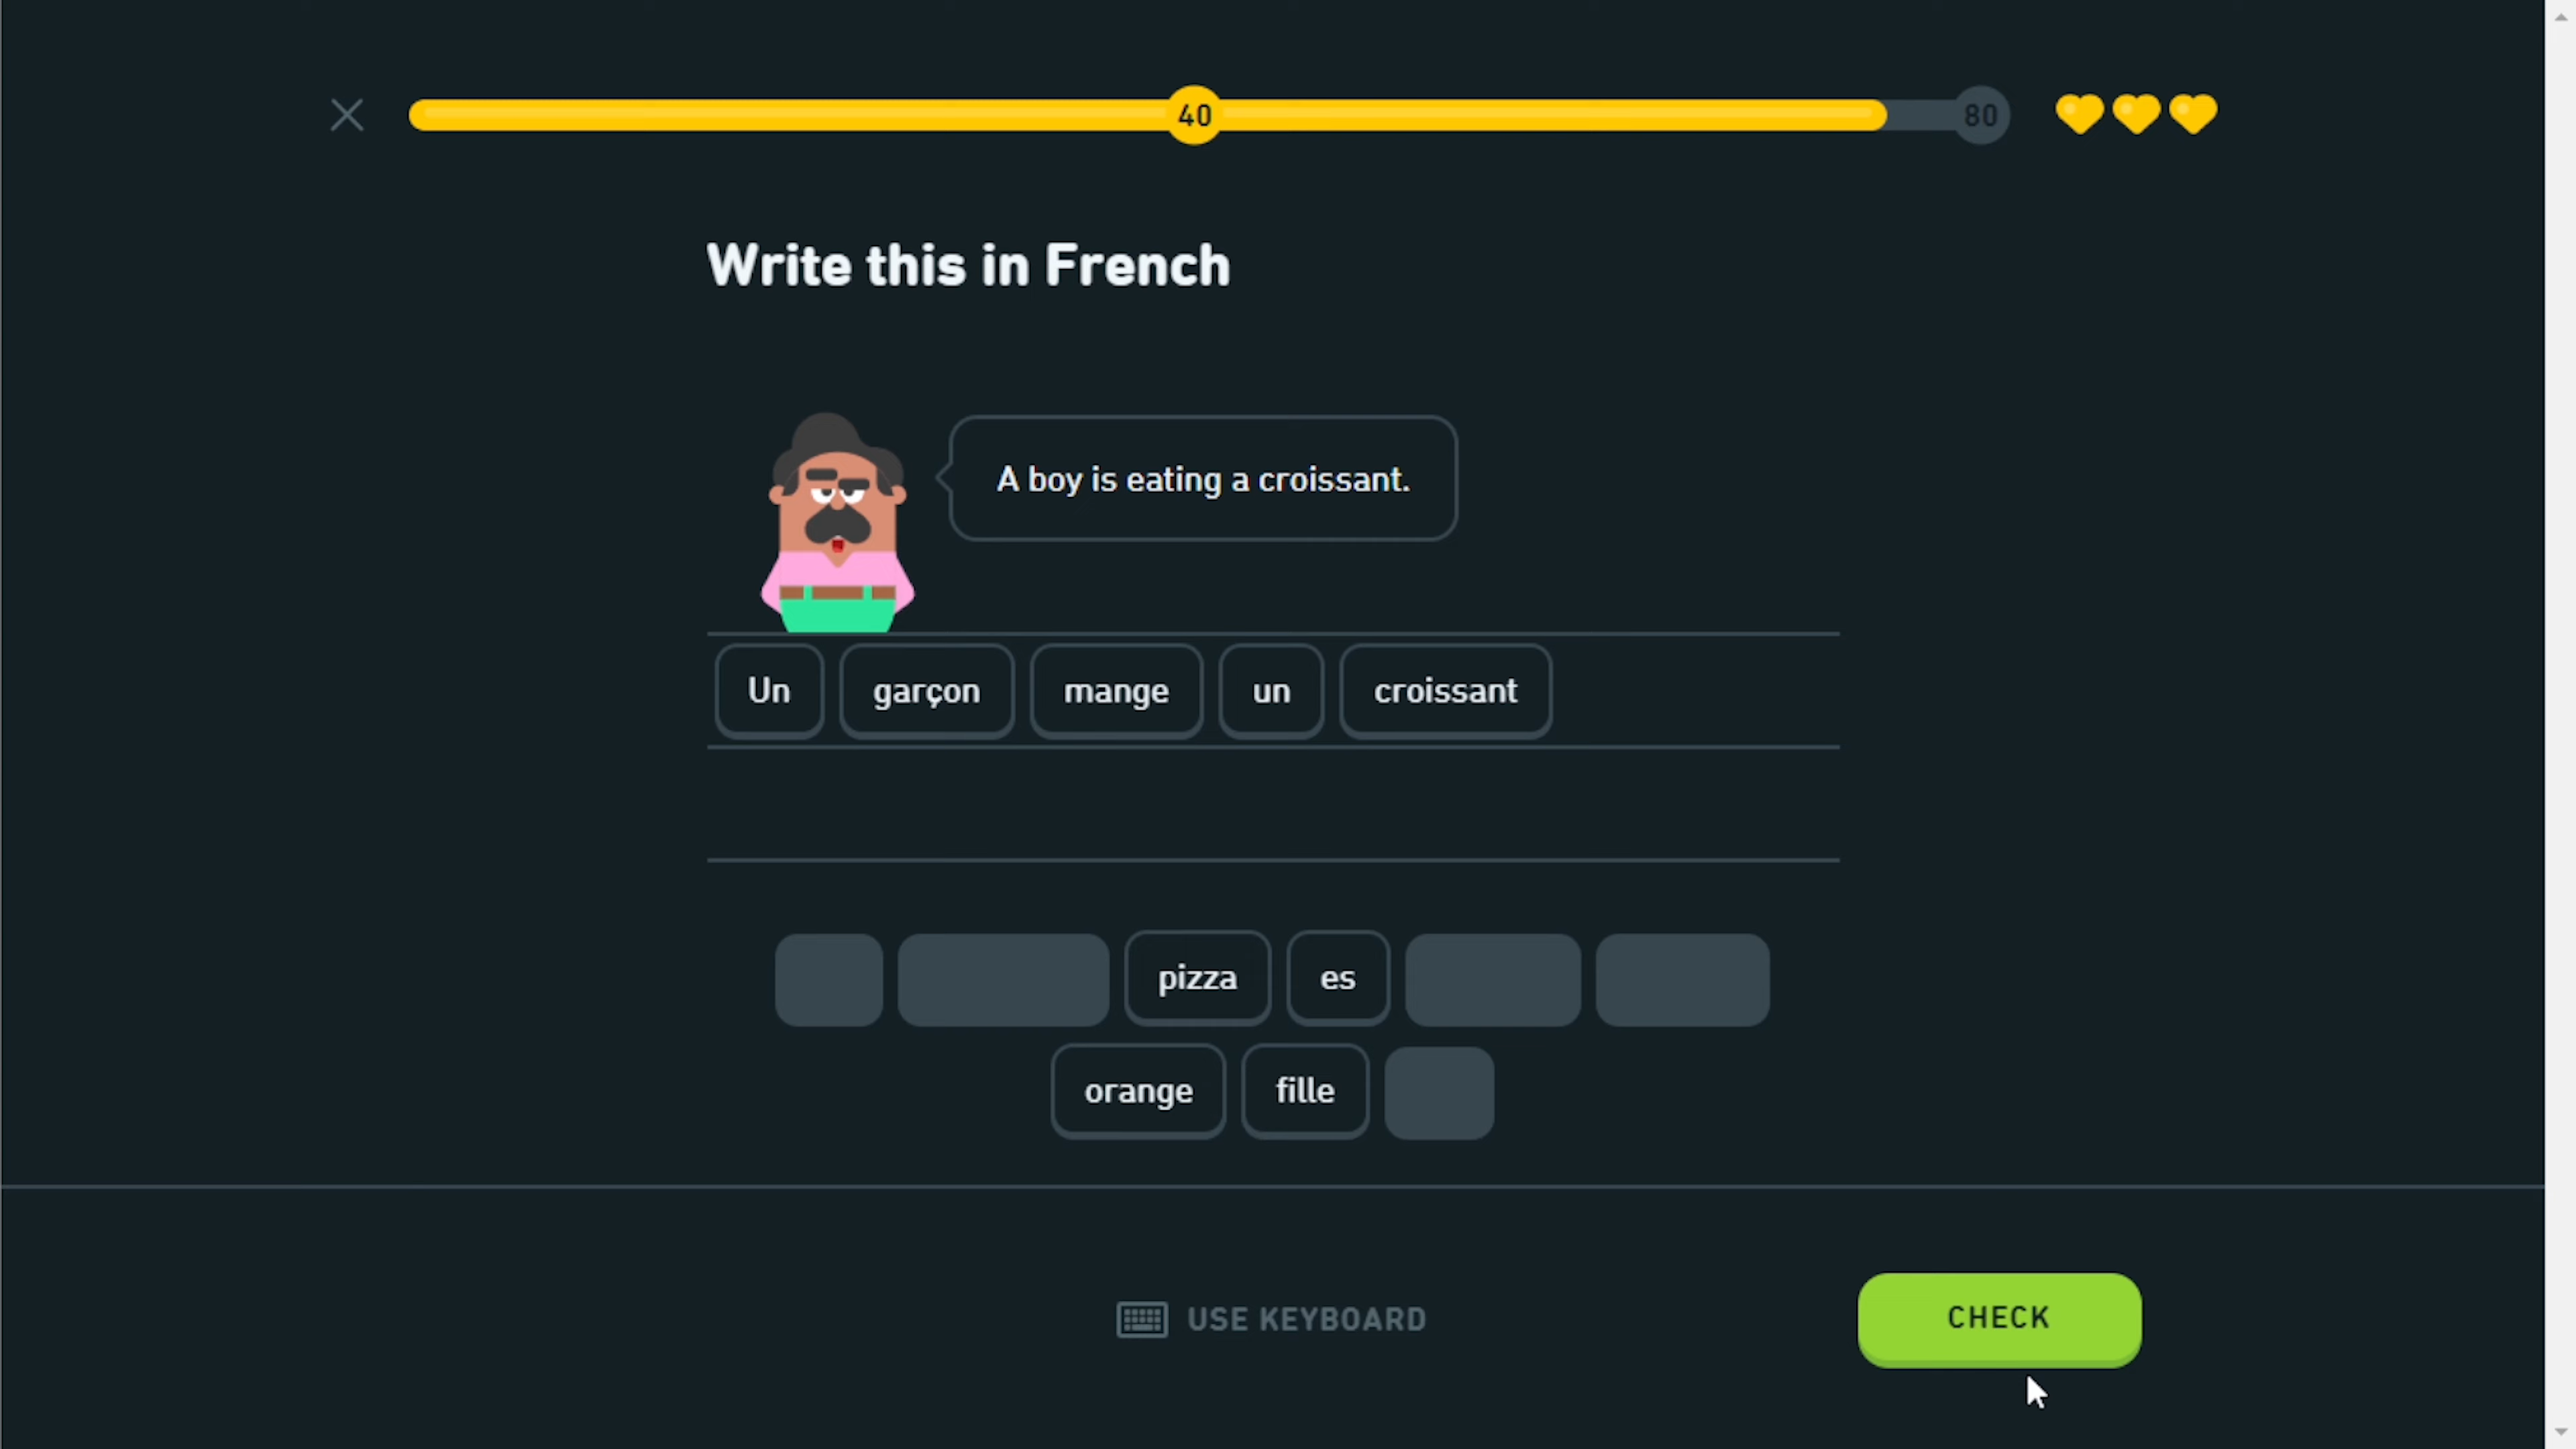 40 80
Write this in French
A boy is eating a croissant.
Un garçon mange un croissant
pizza es
orange fille
USE KEYBOARD CHECK